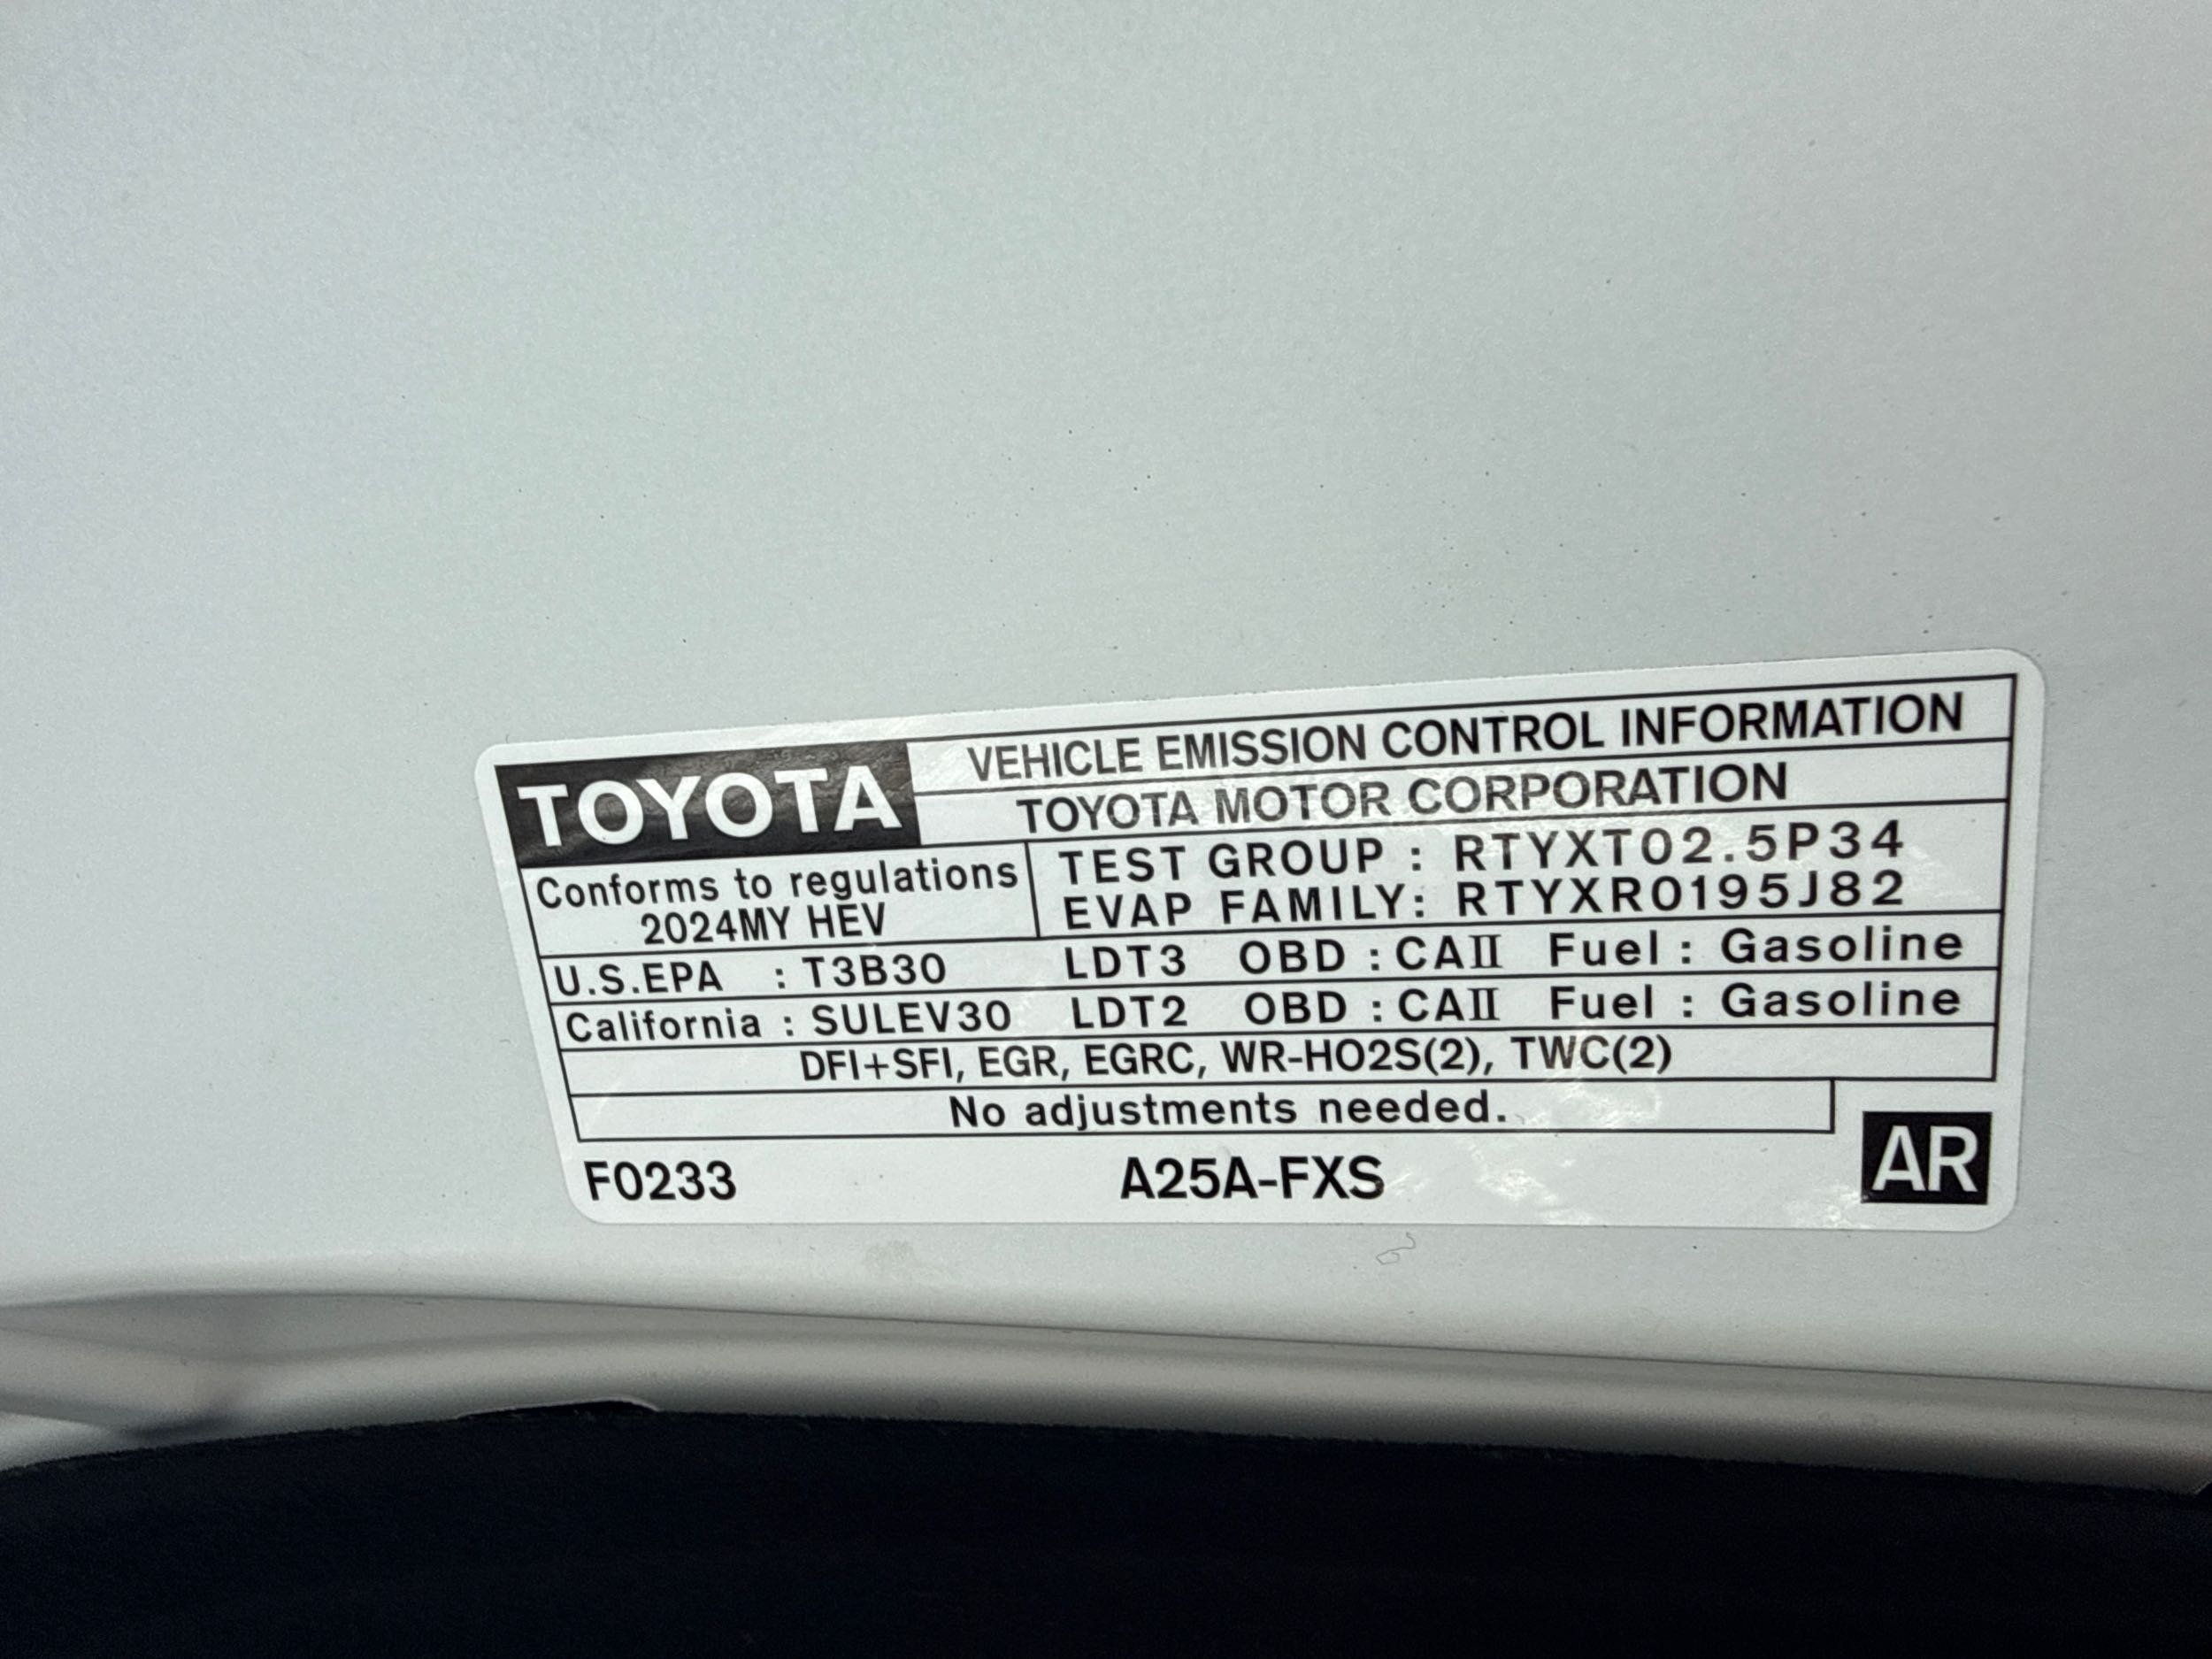 TOYOTA
VEHICLE EMISSION CONTROL INFORMATION
TOYOTA MOTOR CORPORATION
Conforms to regulations
2024MY HEV
TEST GROUP : RTYXT02.5P34
EVAP FAMILY: RTYXR0195J82
U.S.EPA : T3B30 LDT3 OBD : CAII Fuel : Gasoline
California : SULEV30 LDT2 OBD : CAII Fuel : Gasoline
DFI+SFI, EGR, EGRC, WR-HO2S(2), TWC(2)
No adjustments needed.
F0233 A25A-FXS AR